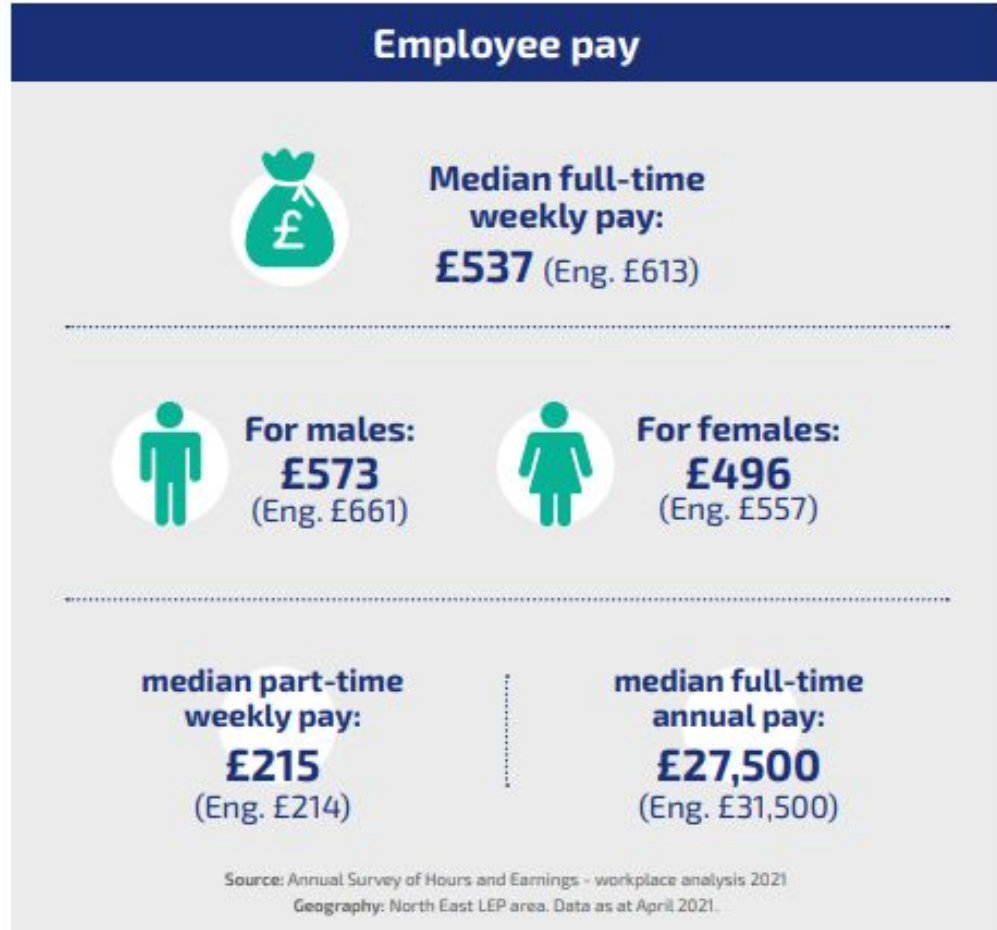 Employee pay
£
Median full-time
weekly pay:
£537 (Eng. £613)
For males:
£573
(Eng. £661)
For females:
£496
(Eng. £557)
median part-time
weekly pay:
£215
(Eng. £214)
median full-time
annual pay:
£27,500
(Eng. £31,500)
Source: Annual Survey of Hours and Earnings - workplace analysis 2021
Geography: North East LEP area. Data as at April 2021.